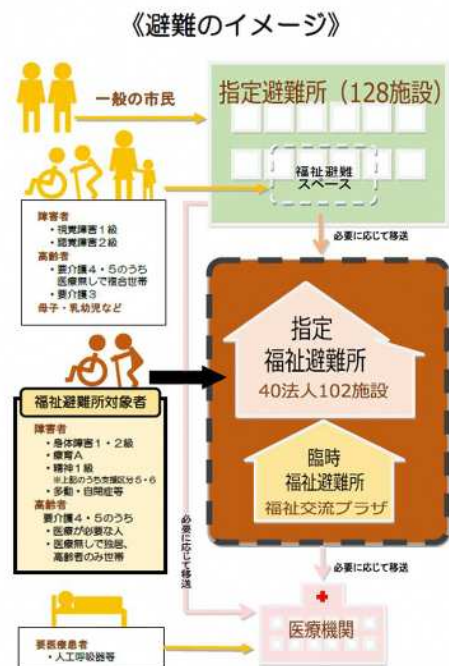 《避難のイメージ》
一般の市民
指定避難所（128施設）
福祉避難
スペース
障害者
・視覚障害1級
・聴覚障害2級
高齢者
・要介護4・5のうち
医療無しで複合世帯
・要介護3
母子・乳幼児など
必要に応じて移送
指定
福祉避難所
40法人102施設
福祉避難所対象者
障害者
・身体障害1・2級
・療育A
・精神1級
※上記のうち支援区分5・6
・多動・自閉症等
高齢者
要介護4・5のうち
・医療が必要な人
・医療無しで独居、
高齢者のみ世帯
臨時
福祉避難所
福祉交流プラザ
必要に応じて移送
必要に応じて移送
医療機関
要医療患者
・人工呼吸器等